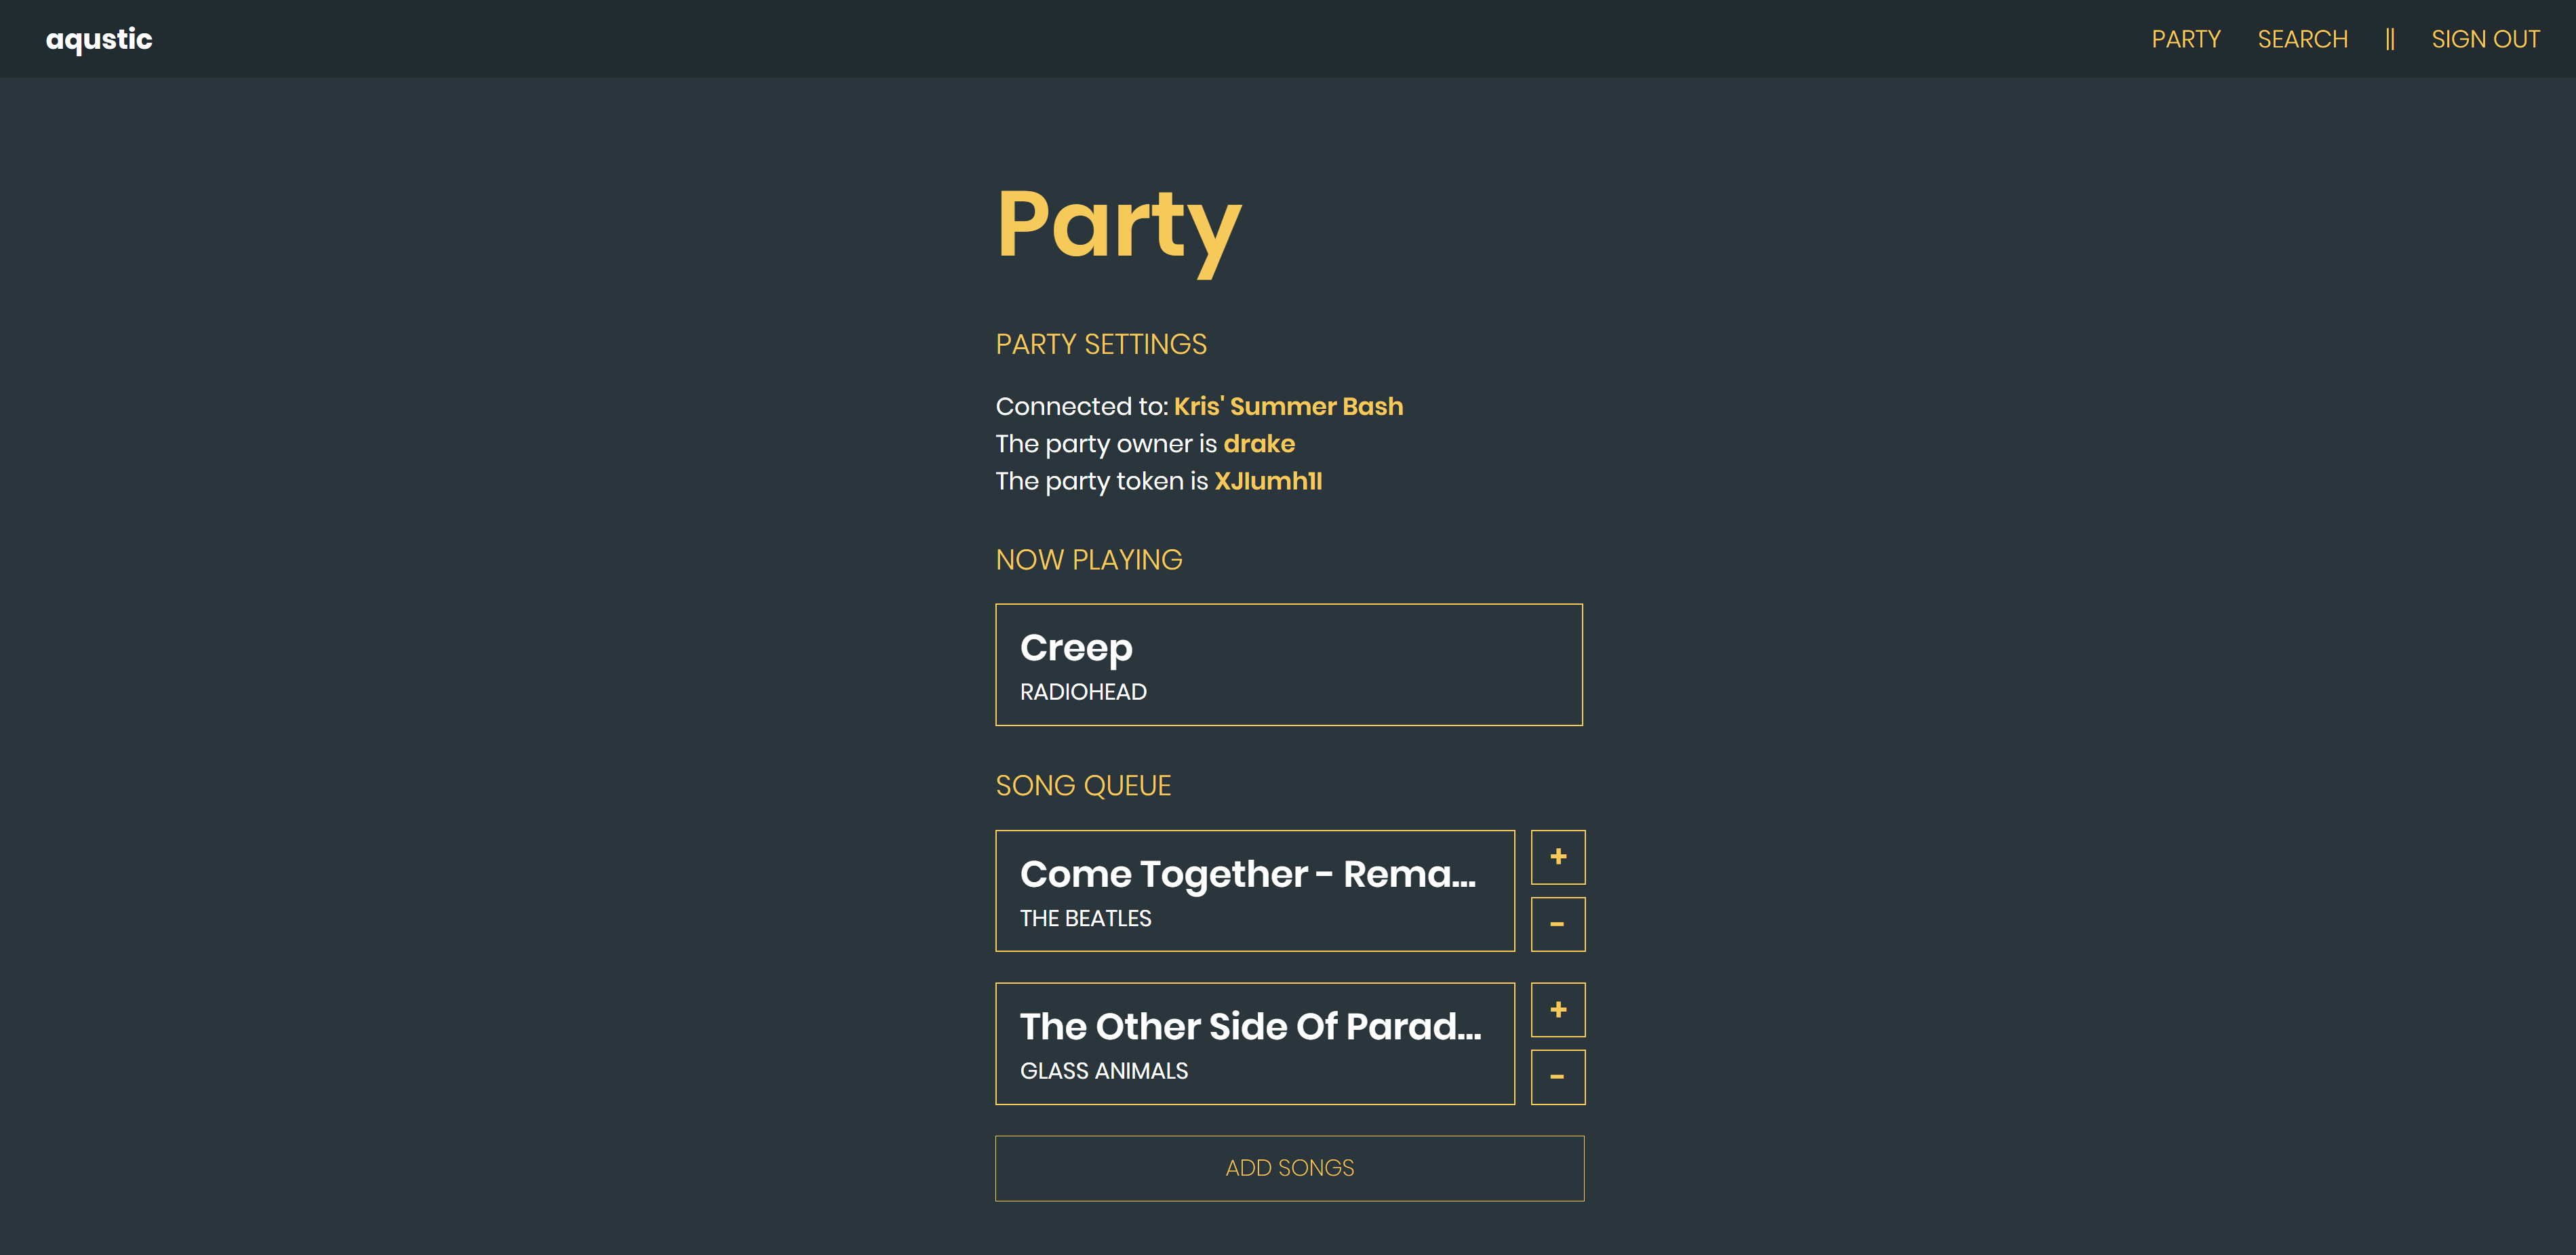 aqustic
PARTY SEARCH || SIGN OUT
Party
PARTY SETTINGS
Connected to: Kris' Summer Bash
The party owner is drake
The party token is
NOW PLAYING
Creep
RADIOHEAD
SONG QUEUE
Come Together - Rema...
THE BEATLES
+
-
The Other Side Of Parad...
GLASS ANIMALS
+
-
ADD SONGS